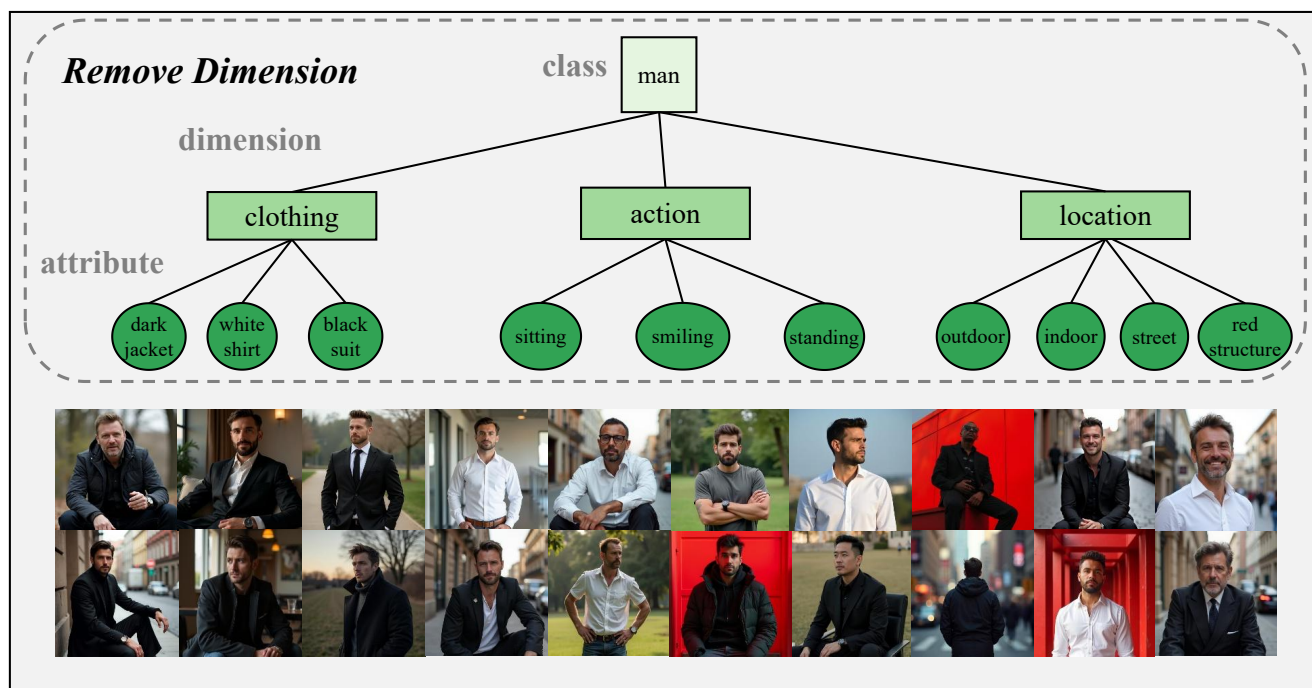 Remove Dimension
class
man
dimension
clothing
action
location
attribute
dark
jacket
white
shirt
black
suit
sitting
smiling
standing
outdoor
indoor
street
red
structure